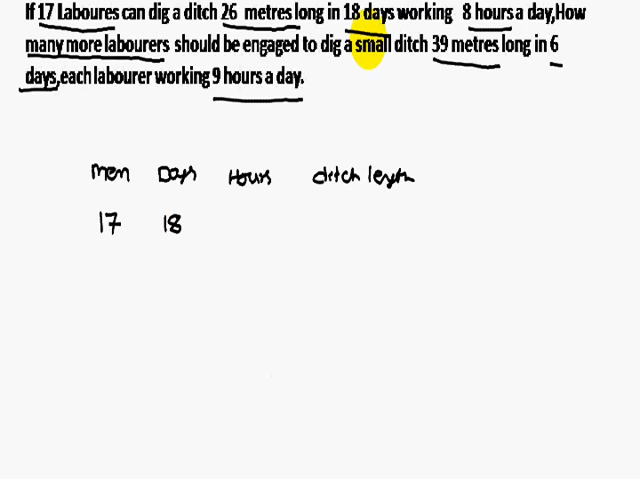 If 17 Laboures can dig a ditch 26 metres long in 18 days working 8 hours a day,How
many more labourers should be engaged to dig a small ditch 39 metres long in 6
days,each labourer working 9 hours a day.
Men Days Hours ditch length
17 18